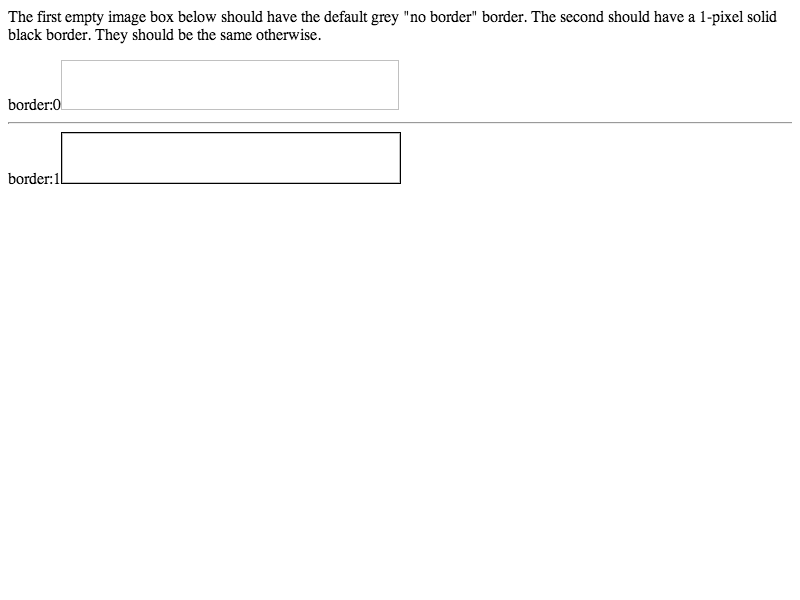 The first empty image box below should have the default grey "no border" border. The second should have a 1-pixel solid
black border. They should be the same otherwise.
border:0
border:1